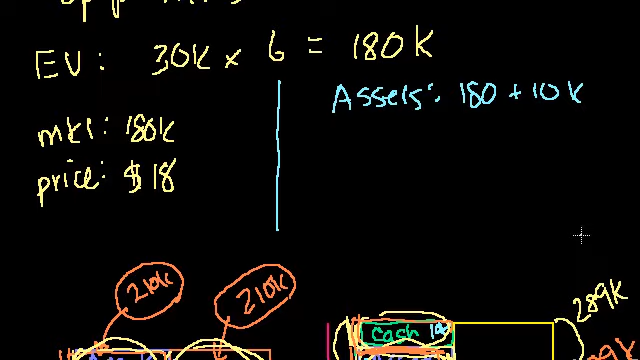 EV: 30K × 6 = 180K
Assets: 180 + 10K
mkt: 180K
price: $18
210K
210K
289K
Cash